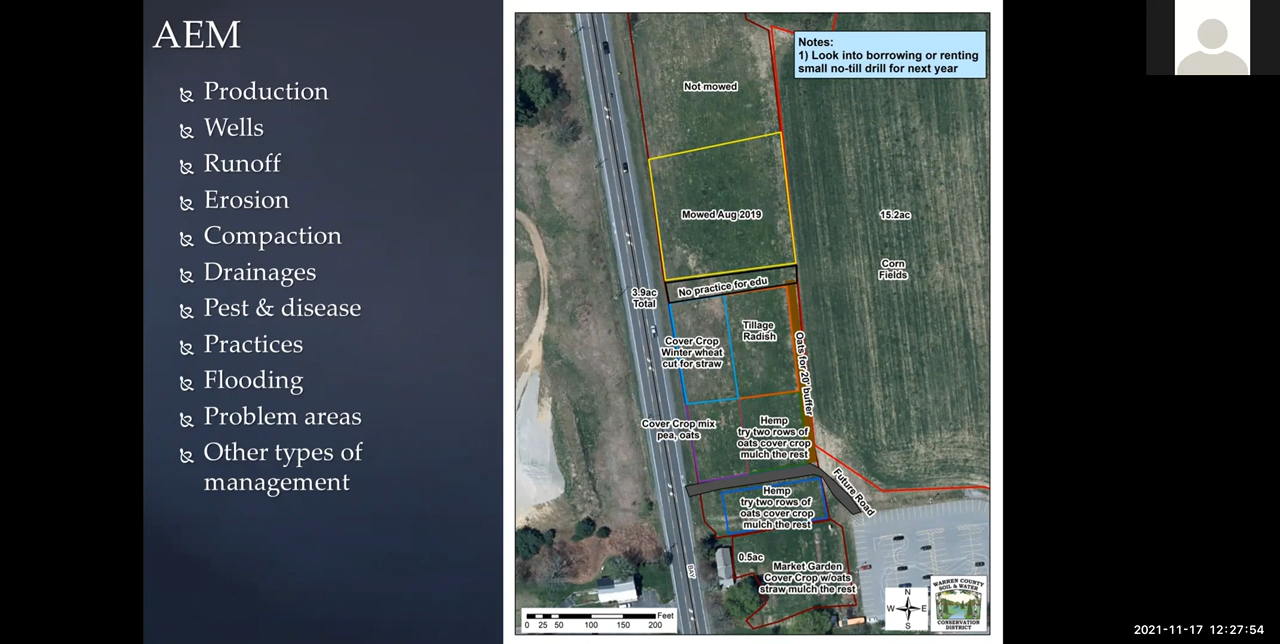 AEM
Production
Wells
Runoff
Erosion
Compaction
Drainages
Pest & disease
Practices
Flooding
Problem areas
Other types of
management
Notes:
1) Look into borrowing or renting
small no-till drill for next year
Not mowed
Mowed Aug 2019
15.2ac
Corn
Fields
No practice for edu
3.9ac
Total
Tillage
Radish
Cover Crop
Winter wheat
cut for straw
Oats for 20' buffer
Cover Crop mix
pea, oats
Hemp
try two rows of
oats cover crop
mulch the rest
Future Road
Hemp
try two rows of
oats cover crop
mulch the rest
BAY
0.5ac
Market Garden
Cover Crop w/oats
straw mulch the rest
Feet
0 25 50 100 150 200
N
W E
S
WARREN COUNTY
SOIL & WATER
CONSERVATION
DISTRICT
2021-11-17 12:27:54